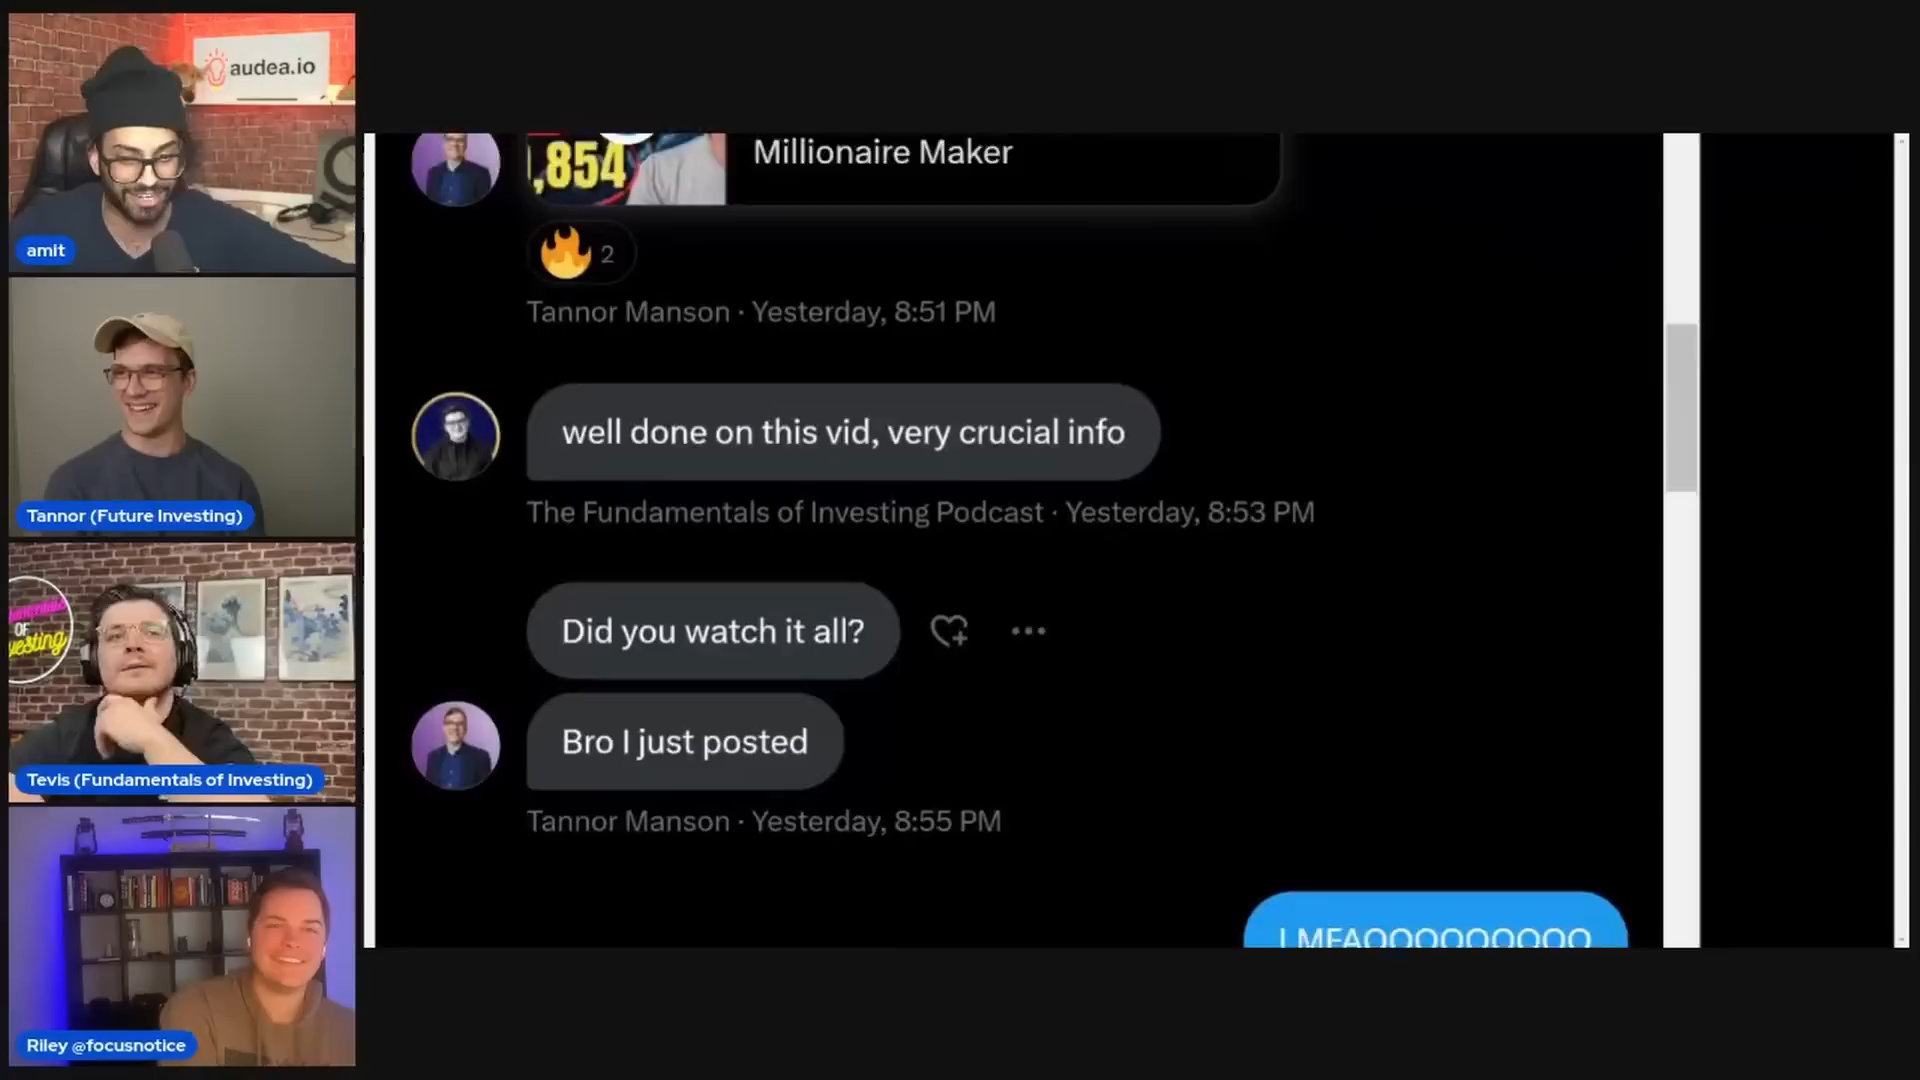 audea.io
amit
Tannor (Future Investing)
OF
Tevis (Fundamentals of Investing)
Riley @focusnotice
,854
Millionaire Maker
🔥 2
Tannor Manson · Yesterday, 8:51 PM
well done on this vid, very crucial info
The Fundamentals of Investing Podcast · Yesterday, 8:53 PM
Did you watch it all?
Bro I just posted
Tannor Manson · Yesterday, 8:55 PM
LMFAOOOOOOOOOO